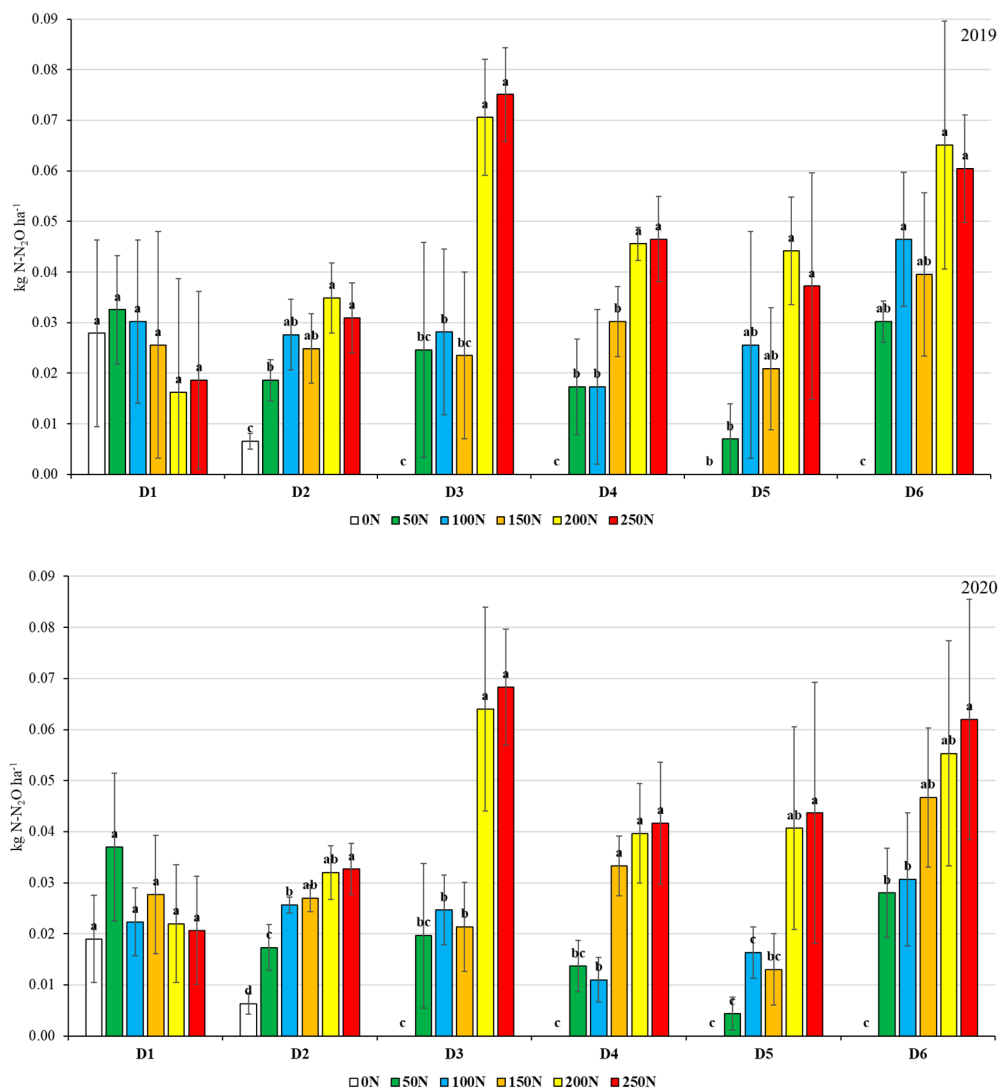 2019
kg N-N₂O ha⁻¹
0.09
0.08
0.07
0.06
0.05
0.04
0.03
0.02
0.01
0.00
a a a a a a
c b ab ab a a
c bc b bc a a
c b b b a a
b b ab ab a a
c b a ab a a
D1 D2 D3 D4 D5 D6
0N 50N 100N 150N 200N 250N
2020
kg N-N₂O ha⁻¹
0.09
0.08
0.07
0.06
0.05
0.04
0.03
0.02
0.01
0.00
a a a a a a
d c b ab ab a
c bc b b a a
c bc b a a a
c c c bc ab a
c b b ab ab a
D1 D2 D3 D4 D5 D6
0N 50N 100N 150N 200N 250N